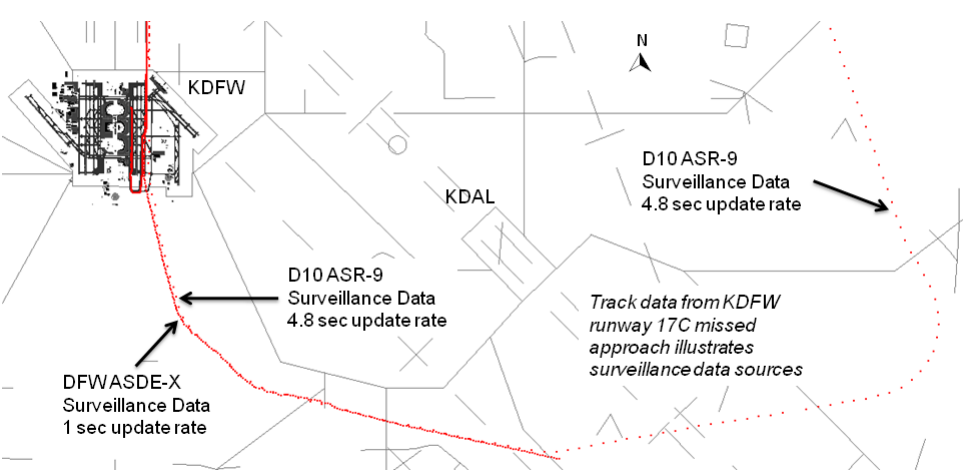 N
KDFW
D10 ASR-9
Surveillance Data
4.8 sec update rate
KDAL
D10 ASR-9
Surveillance Data
4.8 sec update rate
Track data from KDFW
runway 17C missed
approach illustrates
surveillance data sources
DFW ASDE-X
Surveillance Data
1 sec update rate